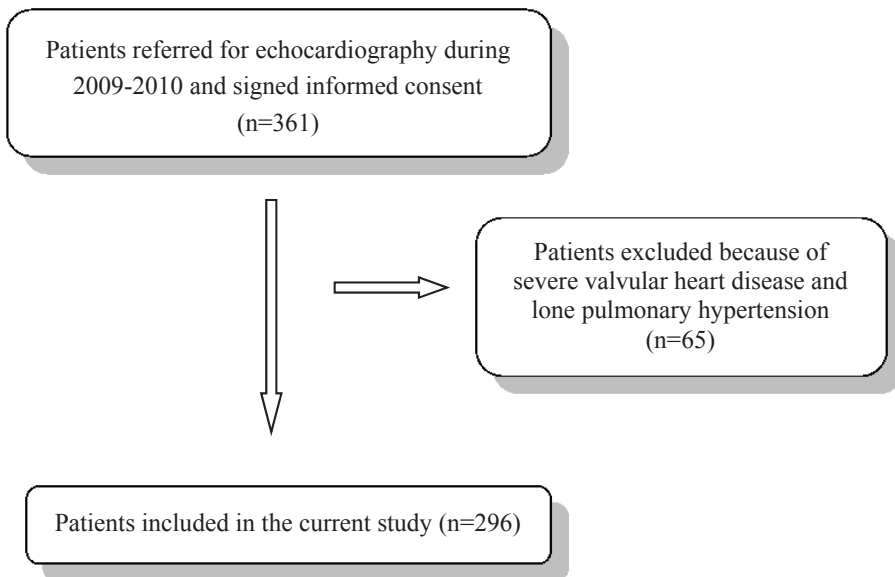 Patients referred for echocardiography during
2009-2010 and signed informed consent
(n=361)
Patients excluded because of
severe valvular heart disease and
lone pulmonary hypertension
(n=65)
Patients included in the current study (n=296)